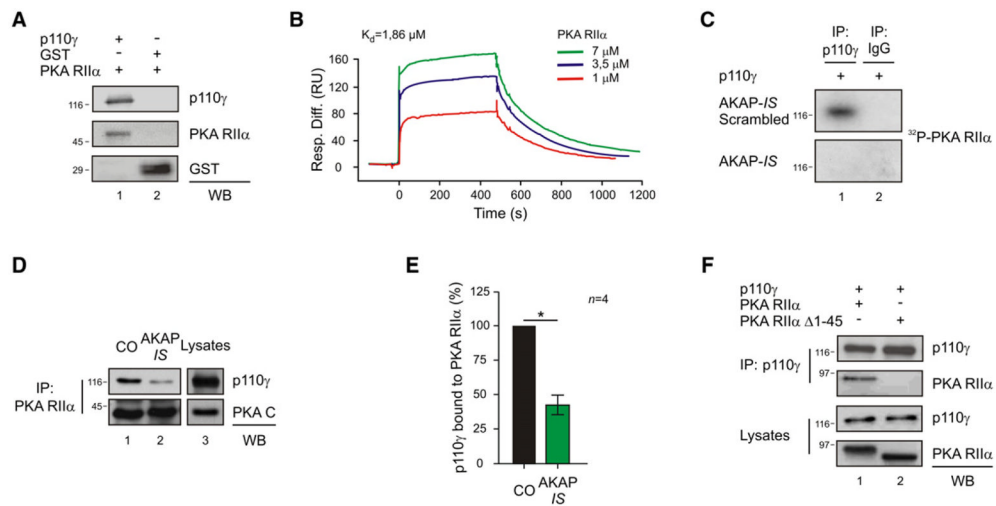 A
p110γ + -
GST - +
PKA RIIα + +
116- p110γ
45- PKA RIIα
29- GST
1 2 WB
B
Kd=1,86 µM
PKA RIIα
7 µM
3,5 µM
1 µM
Resp. Diff. (RU)
200
160
120
80
40
0
0 200 400 600 800 1000 1200
Time (s)
C
IP: p110γ
IP: IgG
p110γ + +
AKAP-IS Scrambled 116-
AKAP-IS 116-
32P-PKA RIIα
1 2
D
CO AKAP IS Lysates
IP: PKA RIIα
116- p110γ
45- PKA C
1 2 3 WB
E
n=4
*
p110γ bound to PKA RIIα (%)
125
100
75
50
25
0
CO AKAP IS
F
p110γ + +
PKA RIIα + -
PKA RIIα Δ1-45 - +
IP: p110γ
116- p110γ
97- PKA RIIα
Lysates
116- p110γ
97- PKA RIIα
1 2 WB